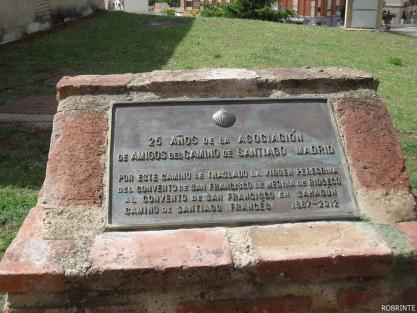 25 AÑOS DE LA ASOCIACIÓN
DE AMIGOS DEL CAMINO DE SANTIAGO MADRID
POR ESTE CAMINO SE TRASLADO LA VIRGEN PEREGRINA
DEL CONVENTO DE SAN FRANCISCO DE MEDINA DE RIOSECO
AL CONVENTO DE SAN FRANCISCO EN SAHAGÚN
CAMINO DE SANTIAGO FRANCÉS 1987-2012
ROBRINTE